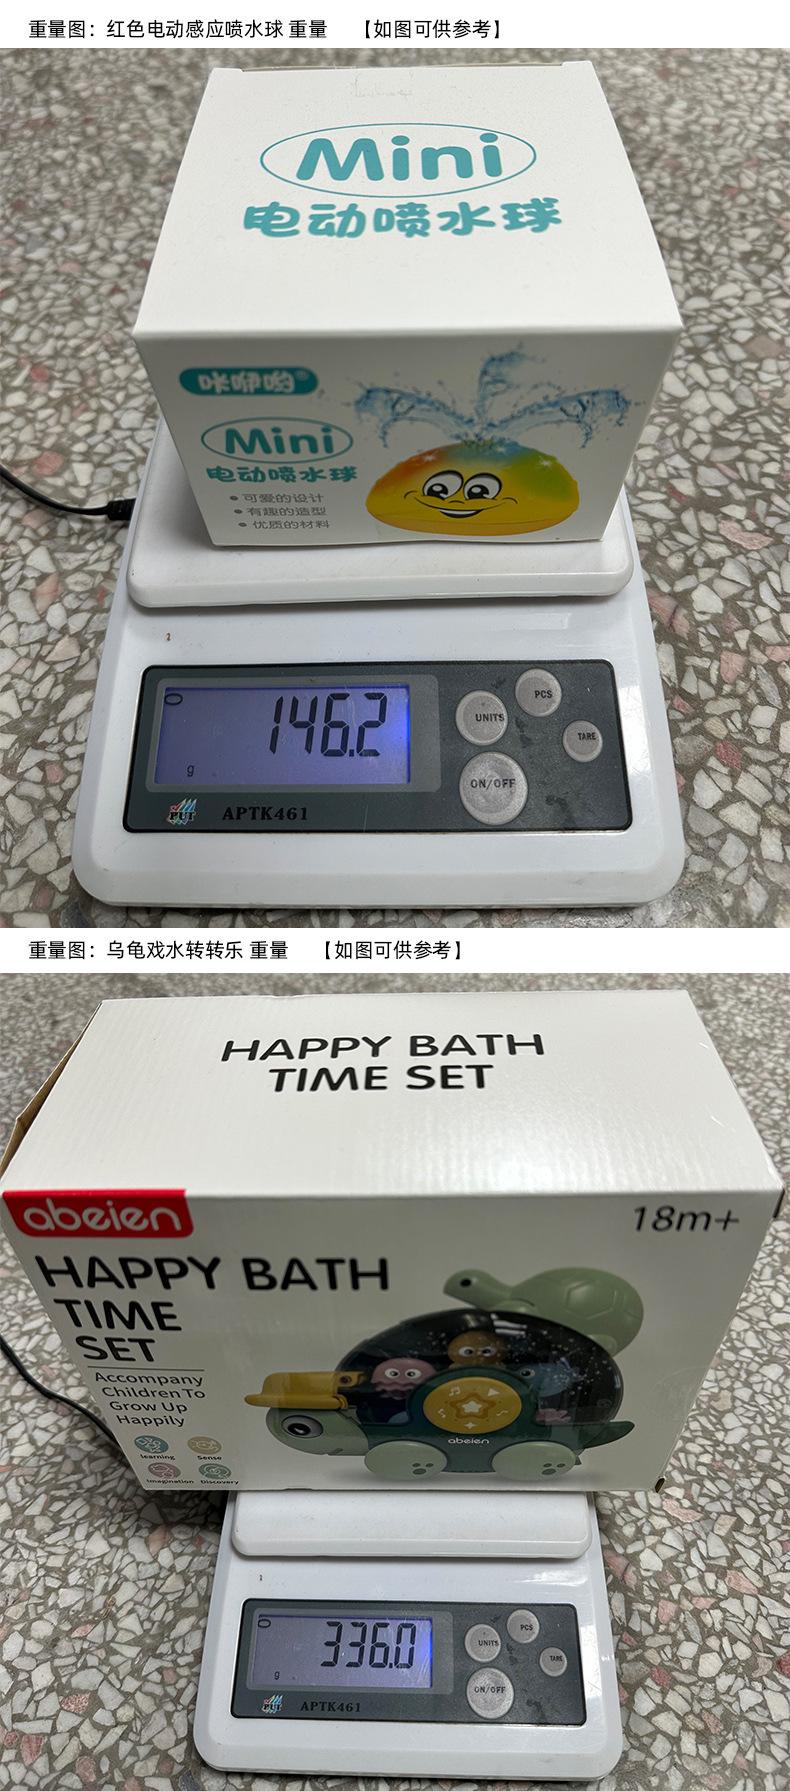 重量图：红色电动感应喷水球 重量 【如图可供参考】
Mini
电动喷水球
咔咿哟®
Mini
电动喷水球
• 可爱的设计
• 有趣的造型
• 优质的材料
146.2
g
UNITS
PCS
TARE
ON/OFF
PUT
APTK461
重量图：乌龟戏水转转乐 重量 【如图可供参考】
HAPPY BATH
TIME SET
abeien
18m+
HAPPY BATH
TIME
SET
Accompany
Children To
Grow Up
Happily
learning
Sense
Imagination
Discovery
abeien
336.0
g
UNITS
PCS
TARE
ON/OFF
PUT
APTK461